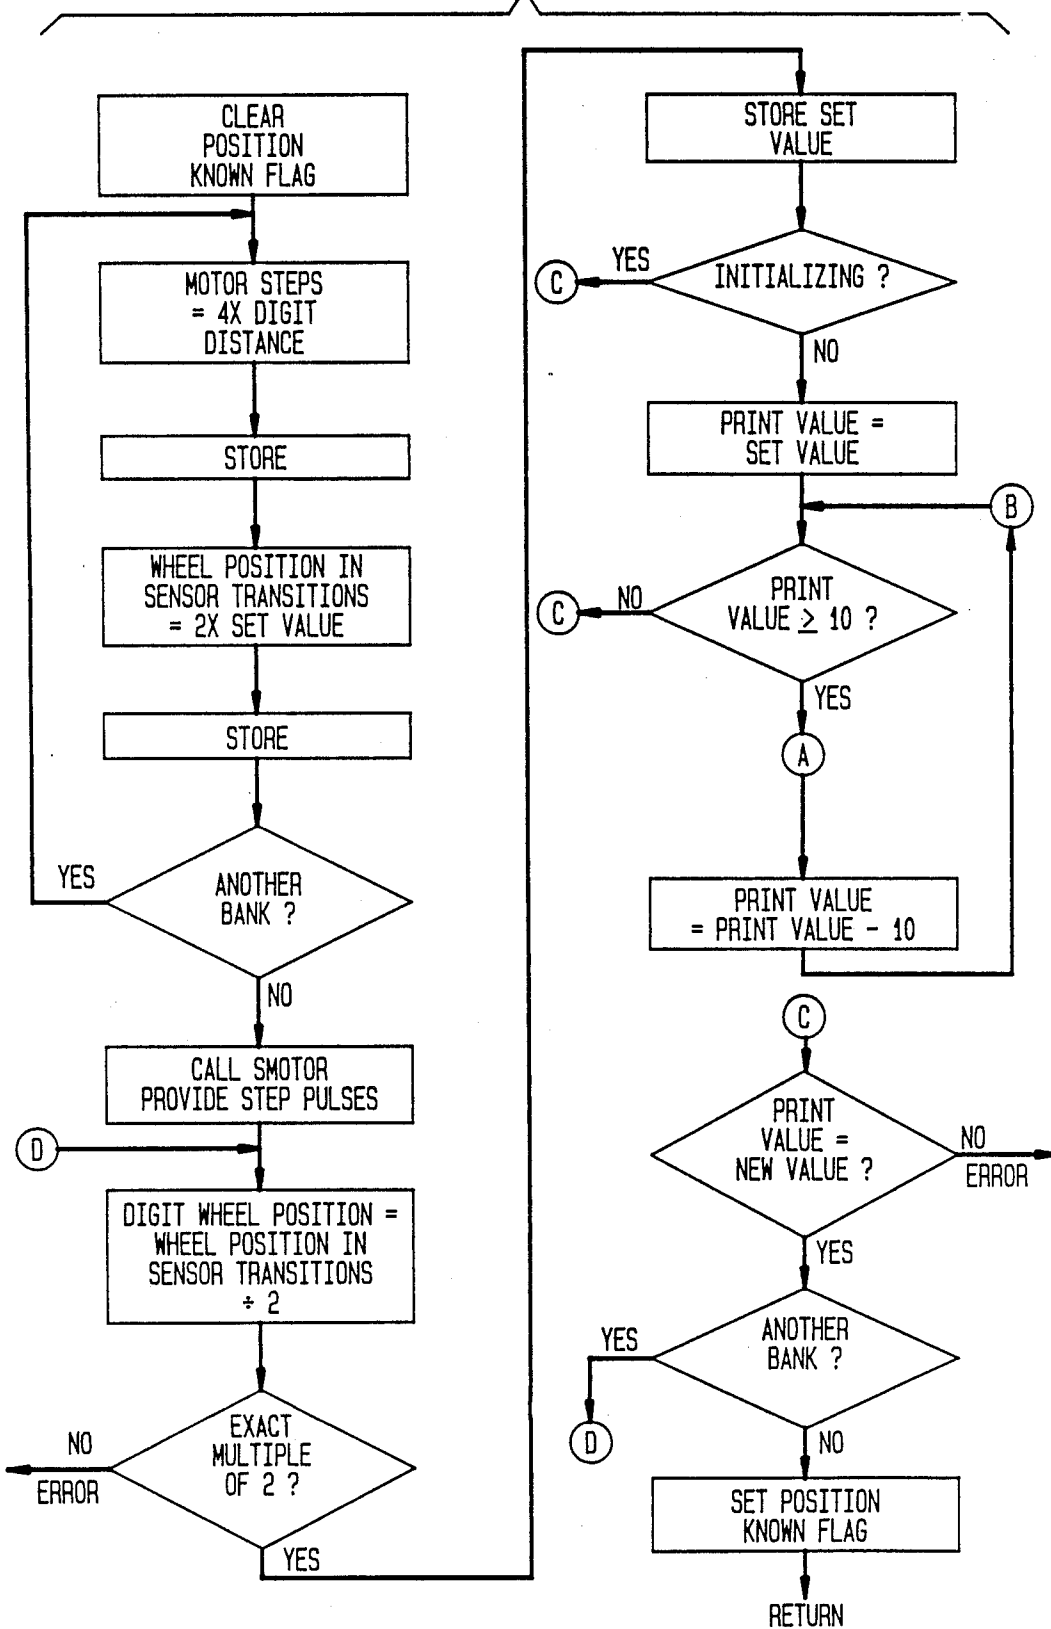 CLEAR
POSITION
KNOWN FLAG
MOTOR STEPS
= 4X DIGIT
DISTANCE
STORE
WHEEL POSITION IN
SENSOR TRANSITIONS
= 2X SET VALUE
STORE
YES
ANOTHER
BANK ?
NO
CALL SMOTOR
PROVIDE STEP PULSES
D
DIGIT WHEEL POSITION =
WHEEL POSITION IN
SENSOR TRANSITIONS
÷ 2
EXACT
MULTIPLE
OF 2 ?
NO
ERROR
YES
STORE SET
VALUE
INITIALIZING ?
YES
C
NO
PRINT VALUE =
SET VALUE
B
PRINT
VALUE ≥ 10 ?
NO
C
YES
A
PRINT VALUE
= PRINT VALUE - 10
C
PRINT
VALUE =
NEW VALUE ?
NO
ERROR
YES
ANOTHER
BANK ?
YES
D
NO
SET POSITION
KNOWN FLAG
RETURN